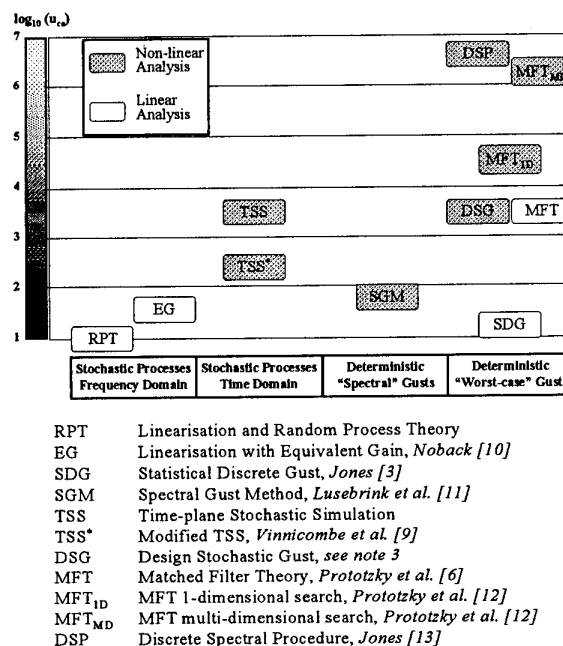 log10 (uca)
7
6
5
4
3
2
1
Non-linear
Analysis
Linear
Analysis
DSP
MFTMD
MFT1D
TSS
DSG
MFT
TSS*
SGM
EG
SDG
RPT
Stochastic Processes
Frequency Domain
Stochastic Processes
Time Domain
Deterministic
"Spectral" Gusts
Deterministic
"Worst-case" Gust
RPT Linearisation and Random Process Theory
EG Linearisation with Equivalent Gain, Noback [10]
SDG Statistical Discrete Gust, Jones [3]
SGM Spectral Gust Method, Lusebrink et al. [11]
TSS Time-plane Stochastic Simulation
TSS* Modified TSS, Vinnicombe et al. [9]
DSG Design Stochastic Gust, see note 3
MFT Matched Filter Theory, Prototzky et al. [6]
MFT1D MFT 1-dimensional search, Prototzky et al. [12]
MFTMD MFT multi-dimensional search, Prototzky et al. [12]
DSP Discrete Spectral Procedure, Jones [13]